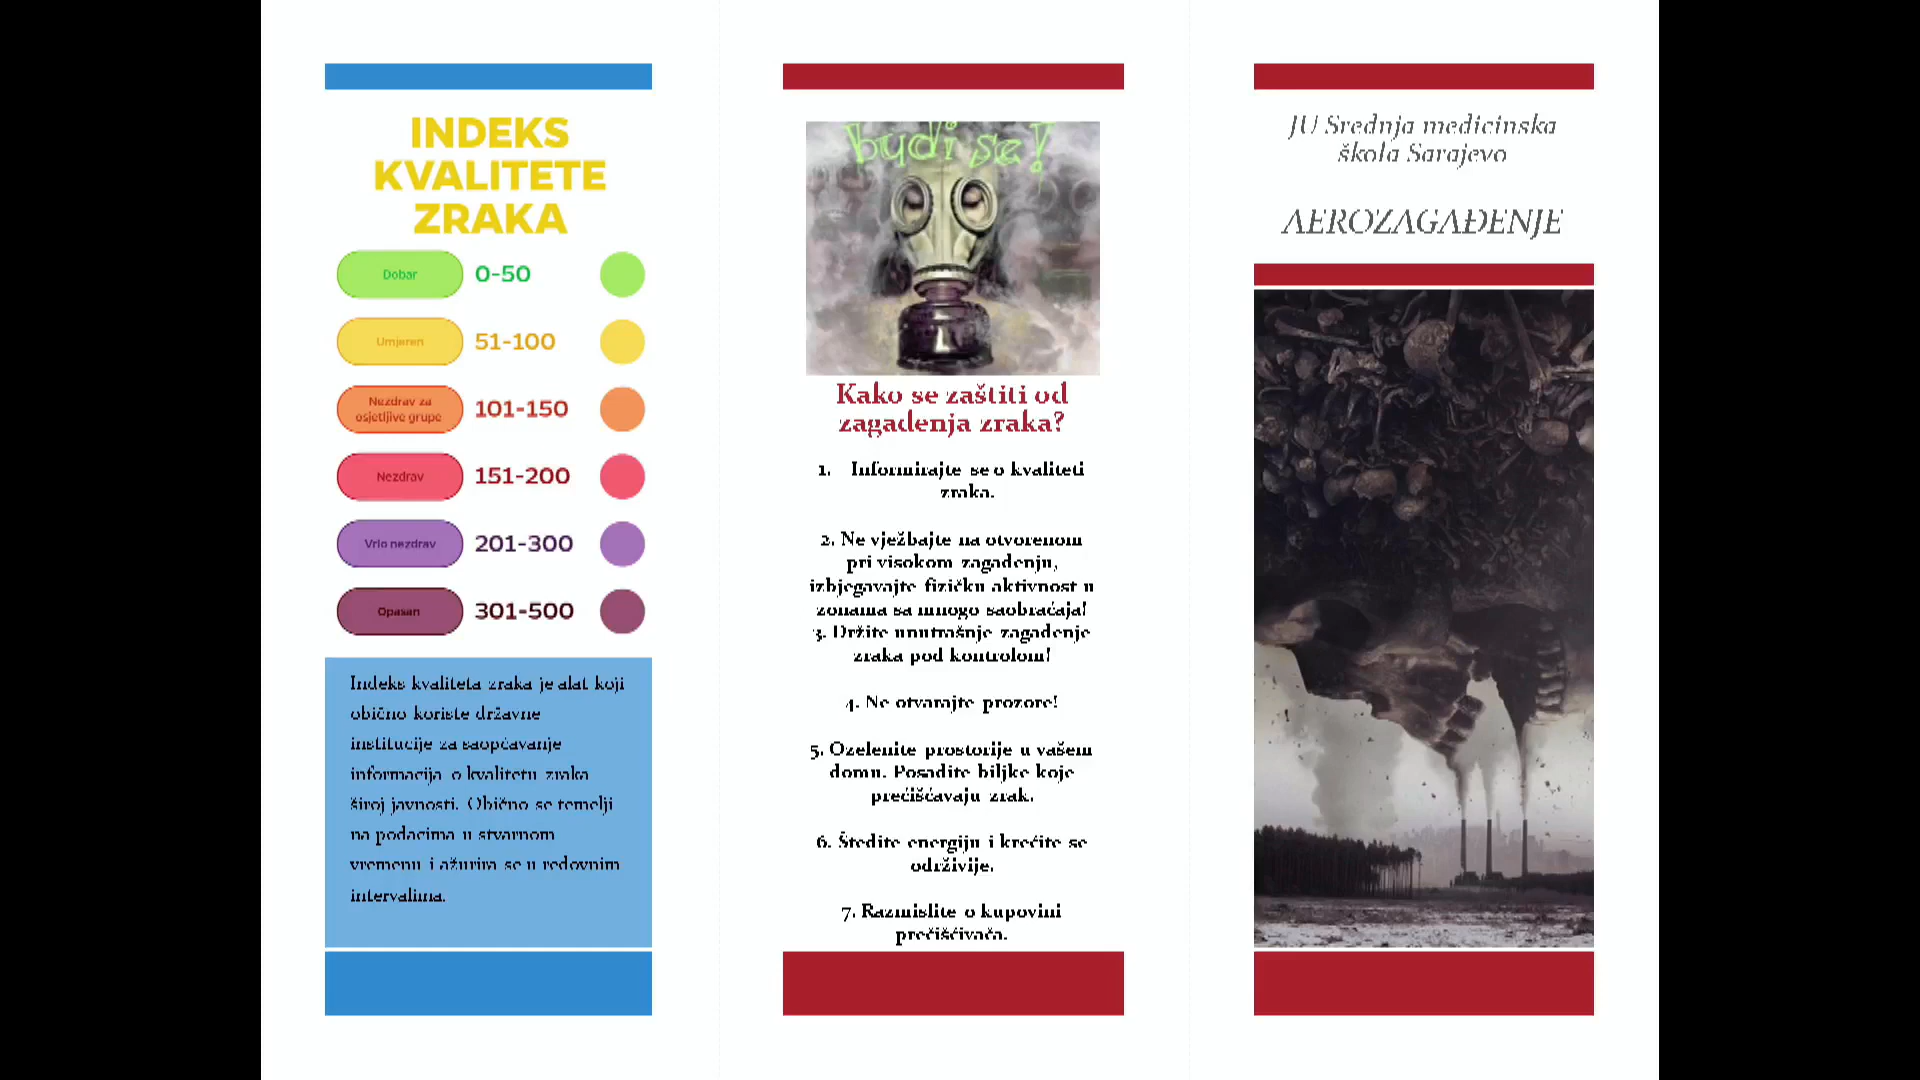 INDEKS
KVALITETE
ZRAKA
Dobar
0-50
Umjeren
51-100
Nezdrav za
osjetljive grupe
101-150
Nezdrav
151-200
Vrlo nezdrav
201-300
Opasan
301-500
Indeks kvaliteta zraka je alat koji
obično koriste državne
institucije za saopćavanje
informacija o kvalitetu zraka
široj javnosti. Obično se temelji
na podacima u stvarnom
vremenu i ažurira se u redovnim
intervalima.
budi se!
Kako se zaštiti od
zagađenja zraka?
1. Informirajte se o kvaliteti
zraka.
2. Ne vježbajte na otvorenom
pri visokom zagađenju,
izbjegavajte fizičku aktivnost u
zonama sa mnogo saobraćaja!
3. Držite unutrašnje zagađenje
zraka pod kontrolom!
4. Ne otvarajte prozore!
5. Ozelenite prostorije u vašem
domu. Posadite biljke koje
prečišćavaju zrak.
6. Štedite energiju i krećite se
održivije.
7. Razmislite o kupovini
prečišćivača.
JU Srednja medicinska
škola Sarajevo
AEROZAGAĐENJE